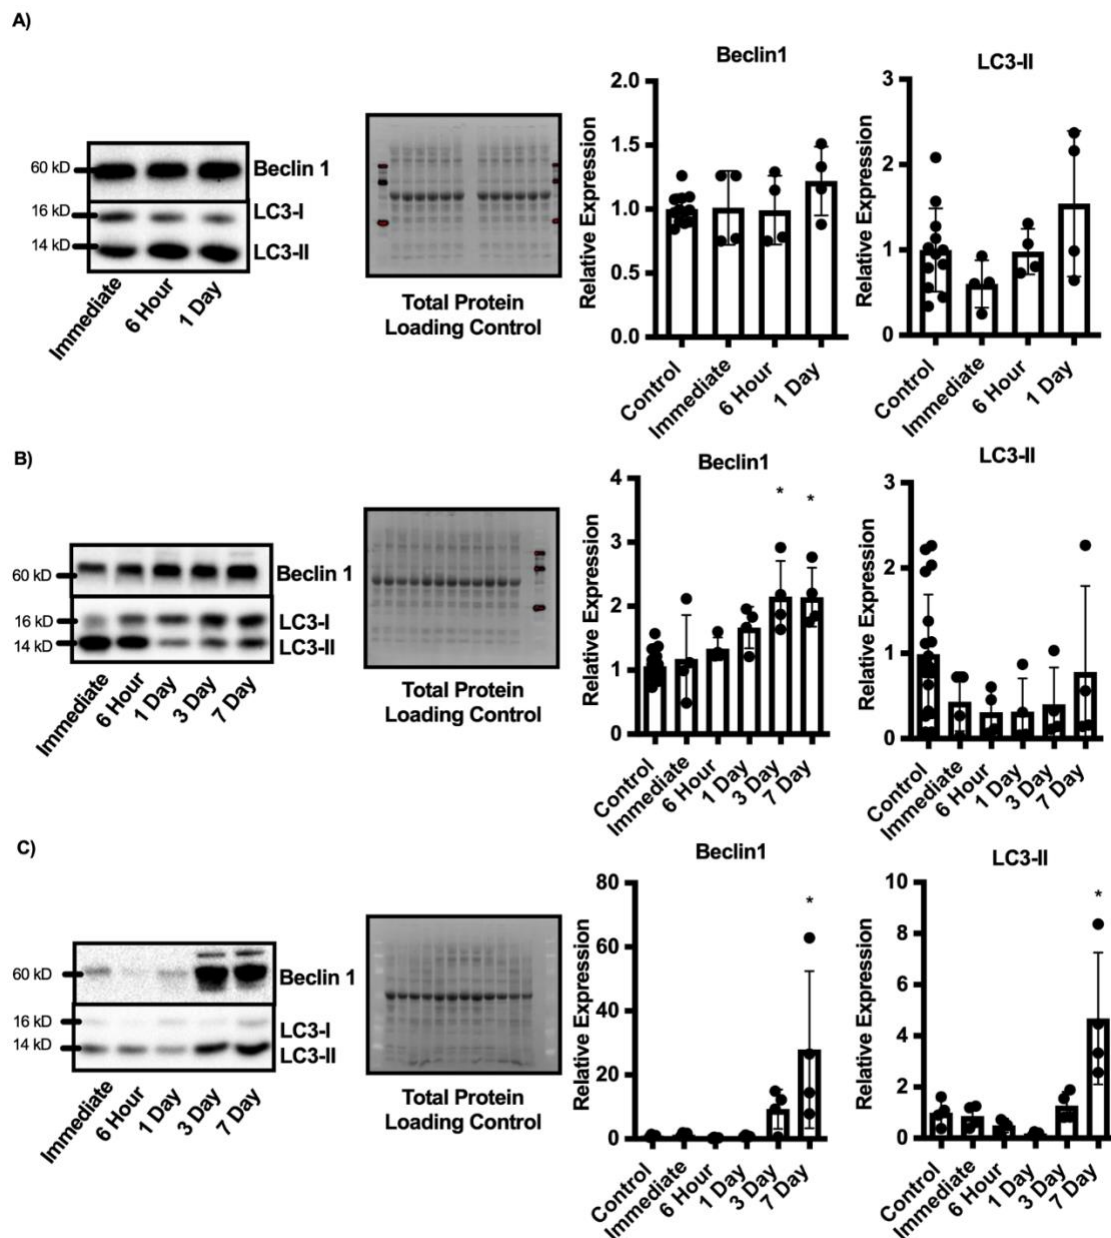 A)
60 kD
Beclin 1
16 kD
LC3-I
14 kD
LC3-II
Immediate
6 Hour
1 Day
Total Protein
Loading Control
Beclin1
Relative Expression
2.0
1.5
1.0
0.5
0.0
Control
Immediate
6 Hour
1 Day
LC3-II
Relative Expression
3
2
1
0
Control
Immediate
6 Hour
1 Day
B)
60 kD
Beclin 1
16 kD
LC3-I
14 kD
LC3-II
Immediate
6 Hour
1 Day
3 Day
7 Day
Total Protein
Loading Control
Beclin1
Relative Expression
4
3
2
1
0
*
*
Control
Immediate
6 Hour
1 Day
3 Day
7 Day
LC3-II
Relative Expression
3
2
1
0
Control
Immediate
6 Hour
1 Day
3 Day
7 Day
C)
60 kD
Beclin 1
16 kD
LC3-I
14 kD
LC3-II
Immediate
6 Hour
1 Day
3 Day
7 Day
Total Protein
Loading Control
Beclin1
Relative Expression
80
60
40
20
0
*
Control
Immediate
6 Hour
1 Day
3 Day
7 Day
LC3-II
Relative Expression
10
8
6
4
2
0
*
Control
Immediate
6 Hour
1 Day
3 Day
7 Day